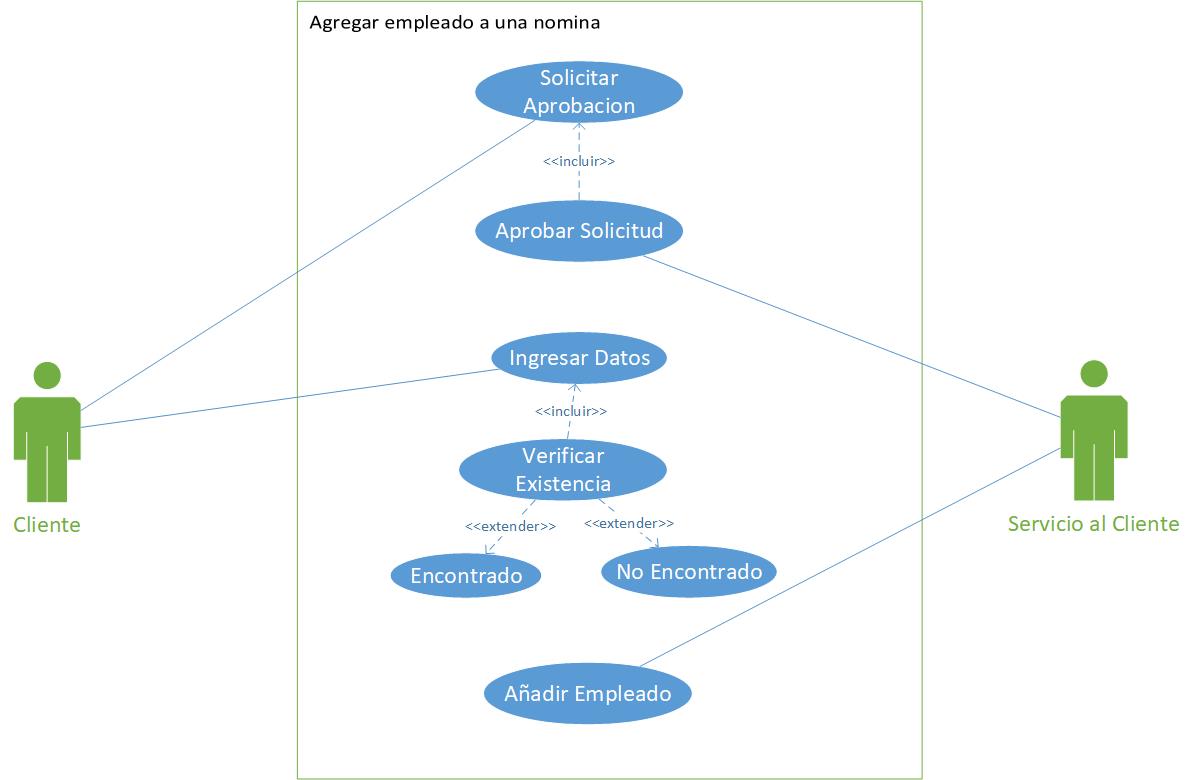 Agregar empleado a una nomina
Solicitar
Aprobacion
<<incluir>>
Aprobar Solicitud
Ingresar Datos
<<incluir>>
Verificar
Existencia
<<extender>>
<<extender>>
Encontrado
No Encontrado
Añadir Empleado
Cliente
Servicio al Cliente